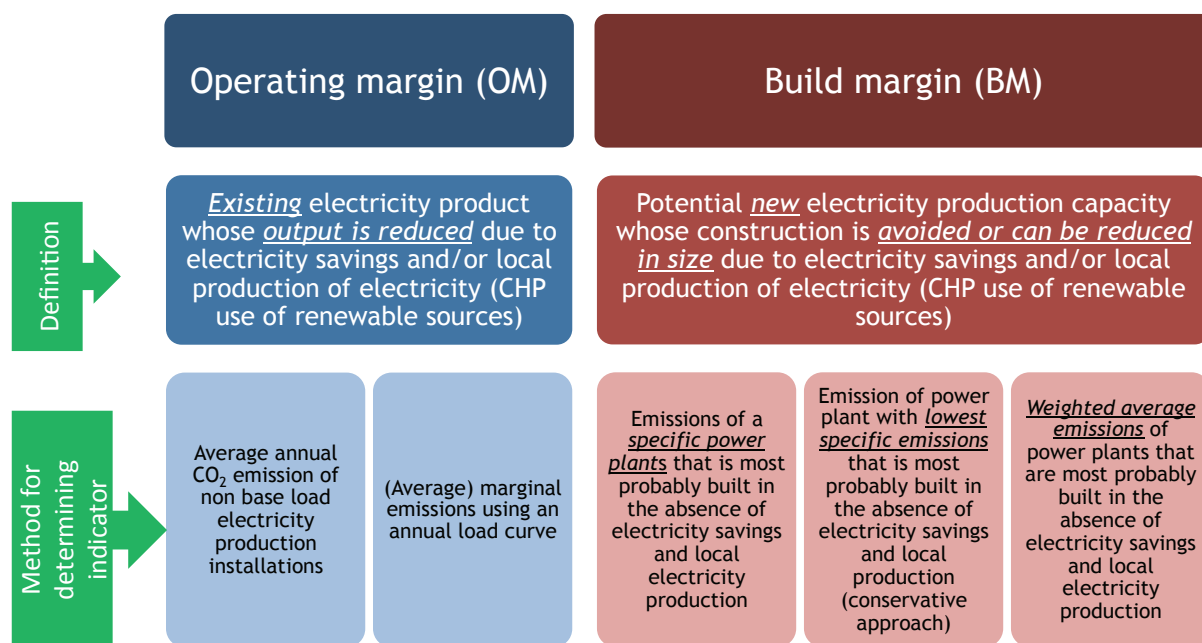 Operating margin (OM)
Build margin (BM)
Definition
Existing electricity product
whose output is reduced due to
electricity savings and/or local
production of electricity (CHP
use of renewable sources)
Potential new electricity production capacity
whose construction is avoided or can be reduced
in size due to electricity savings and/or local
production of electricity (CHP use of renewable
sources)
Method for
determining
indicator
Average annual
CO2 emission of
non base load
electricity
production
installations
(Average) marginal
emissions using an
annual load curve
Emissions of a
specific power
plants that is most
probably built in
the absence of
electricity savings
and local
electricity
production
Emission of power
plant with lowest
specific emissions
that is most
probably built in
the absence of
electricity savings
and local
production
(conservative
approach)
Weighted average
emissions of
power plants that
are most probably
built in the
absence of
electricity savings
and local
electricity
production